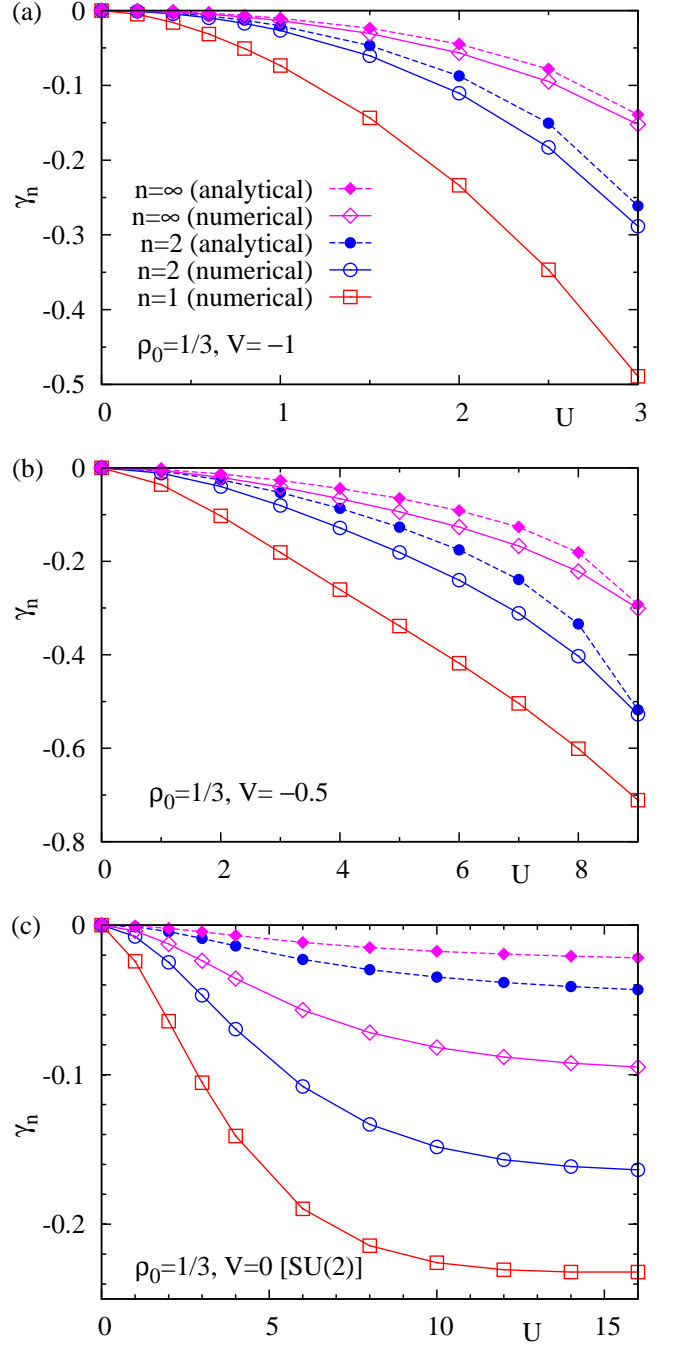 (a)
0
-0.1
-0.2
-0.3
-0.4
-0.5
γn
n=∞ (analytical)
n=∞ (numerical)
n=2 (analytical)
n=2 (numerical)
n=1 (numerical)
ρ0=1/3, V= −1
0 1 2 U 3
(b)
0
-0.2
-0.4
-0.6
-0.8
γn
ρ0=1/3, V= −0.5
0 2 4 6 U 8
(c)
0
-0.1
-0.2
γn
ρ0=1/3, V=0 [SU(2)]
0 5 10 U 15